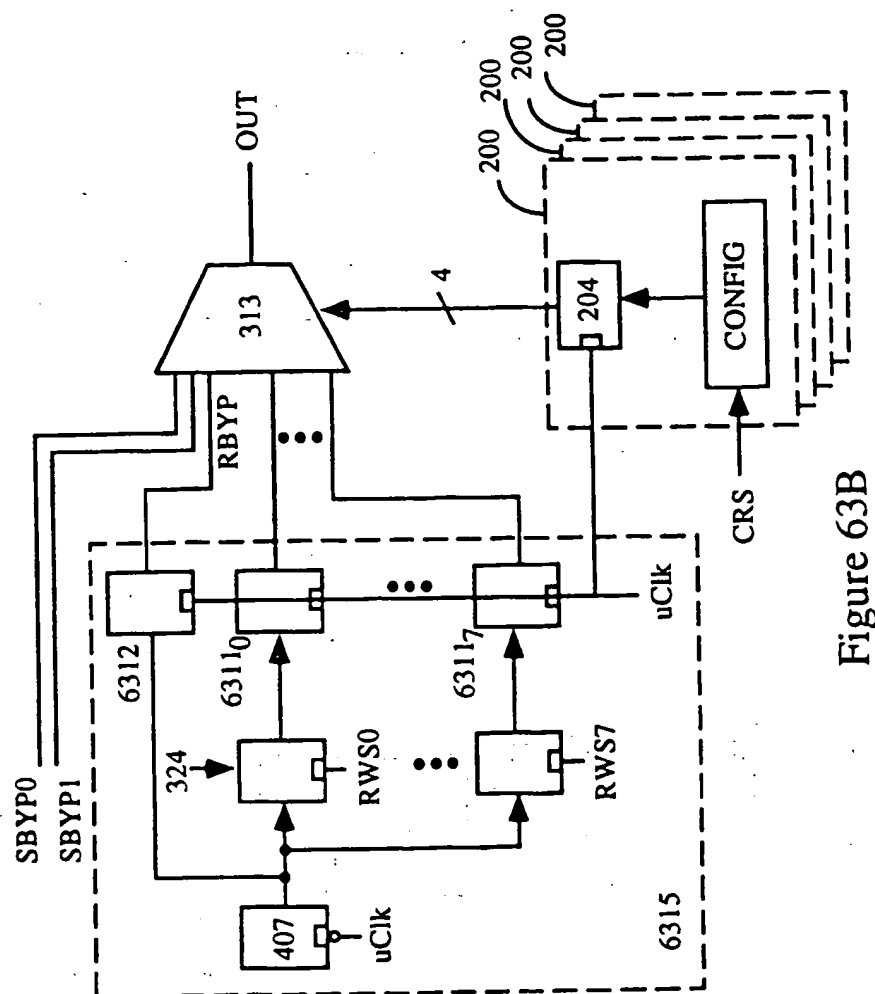 SBYP0
SBYP1
OUT
RBYP
313
4
200
200
200
200
6312
6311₀
6311₇
324
RWS0
RWS7
407
uClk
uClk
6315
204
CONFIG
CRS
Figure 63B